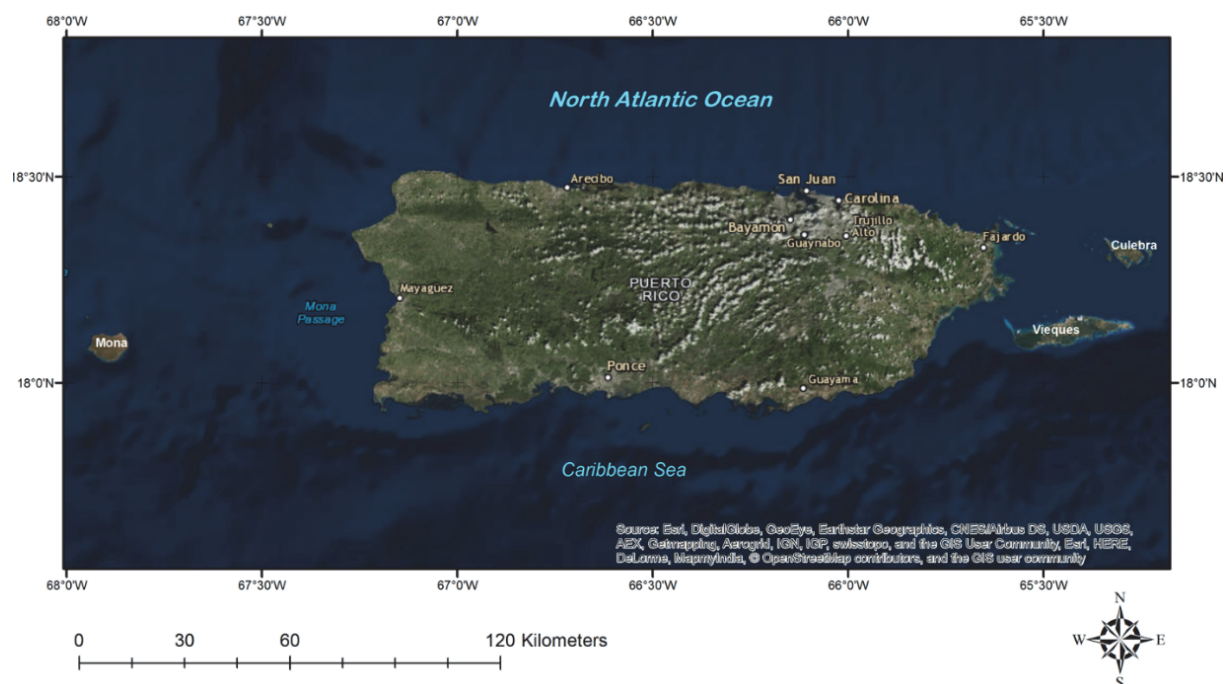 68°0'W 67°30'W 67°0'W 66°30'W 66°0'W 65°30'W
North Atlantic Ocean
18°30'N 18°30'N
Arecibo
San Juan
Carolina
Bayamon
Trujillo
Alto
Guaynabo
Fajardo
Culebra
PUERTO
RICO
Mayaguez
Mona
Passage
Mona
Vieques
Ponce
18°0'N 18°0'N
Guayama
Caribbean Sea
Source: Esri, DigitalGlobe, GeoEye, Earthstar Geographics, CNES/Airbus DS, USDA, USGS,
AEX, Getmapping, Aerogrid, IGN, IGP, swisstopo, and the GIS User Community, Esri, HERE,
DeLorme, MapmyIndia, © OpenStreetMap contributors, and the GIS user community
68°0'W 67°30'W 67°0'W 66°30'W 66°0'W 65°30'W
0 30 60 120 Kilometers
N
W E
S